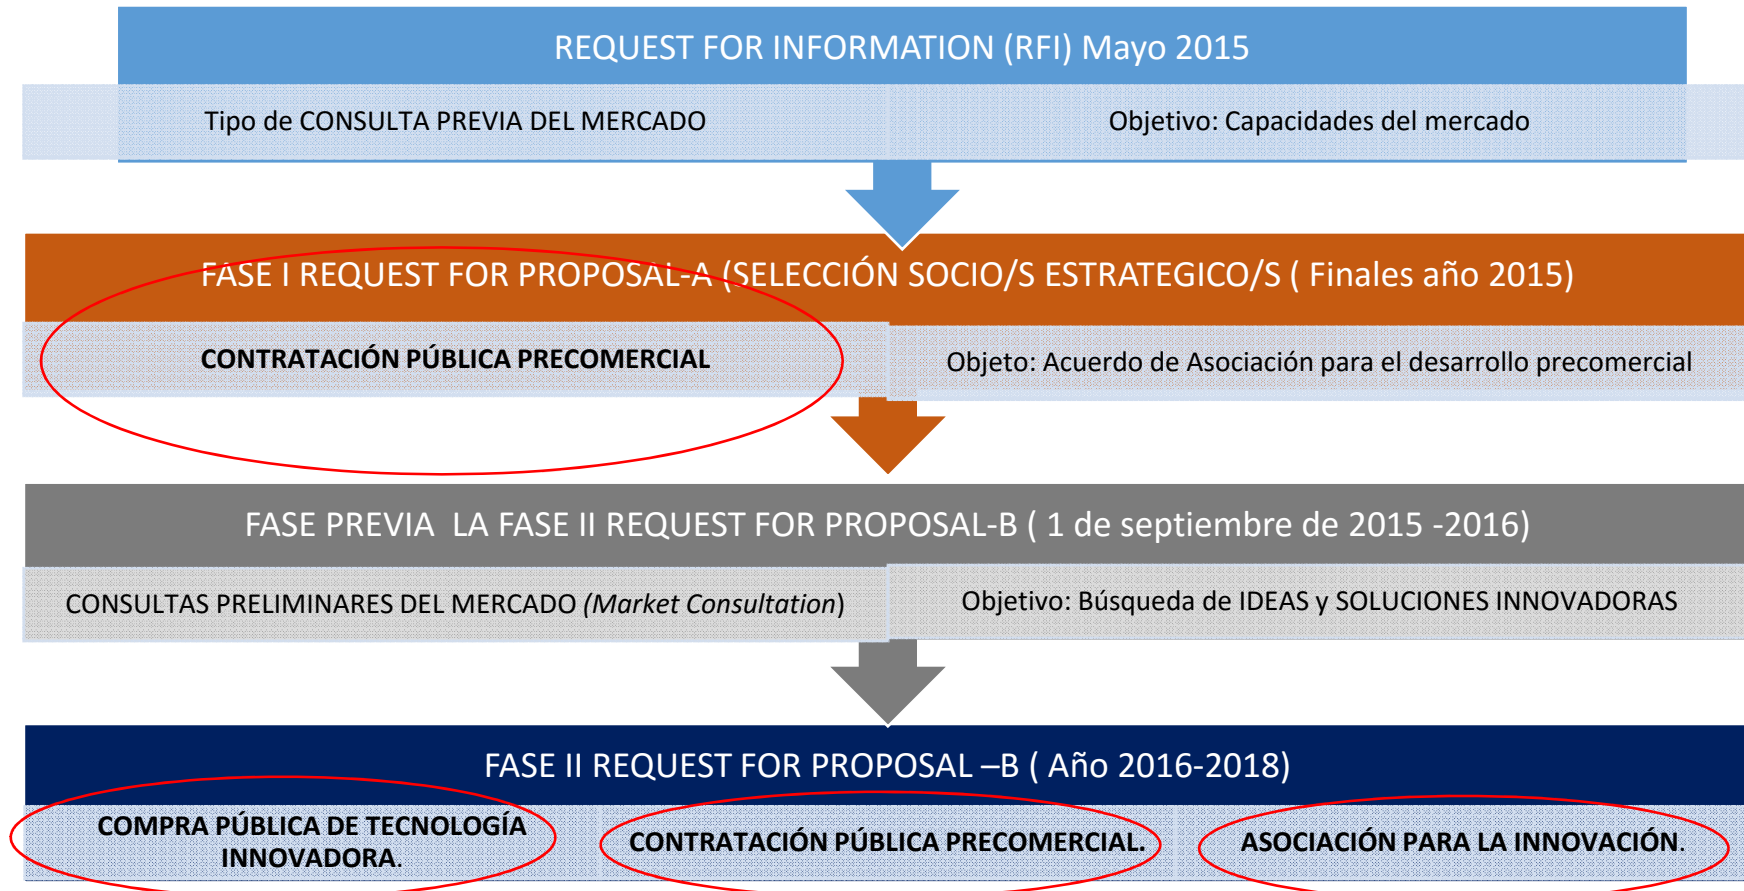 REQUEST FOR INFORMATION (RFI) Mayo 2015
Tipo de CONSULTA PREVIA DEL MERCADO
Objetivo: Capacidades del mercado
FASE I REQUEST FOR PROPOSAL-A (SELECCIÓN SOCIO/S ESTRATEGICO/S ( Finales año 2015)
CONTRATACIÓN PÚBLICA PRECOMERCIAL
Objeto: Acuerdo de Asociación para el desarrollo precomercial
FASE PREVIA LA FASE II REQUEST FOR PROPOSAL-B ( 1 de septiembre de 2015 -2016)
CONSULTAS PRELIMINARES DEL MERCADO (Market Consultation)
Objetivo: Búsqueda de IDEAS y SOLUCIONES INNOVADORAS
FASE II REQUEST FOR PROPOSAL –B ( Año 2016-2018)
COMPRA PÚBLICA DE TECNOLOGÍA
INNOVADORA.
CONTRATACIÓN PÚBLICA PRECOMERCIAL.
ASOCIACIÓN PARA LA INNOVACIÓN.